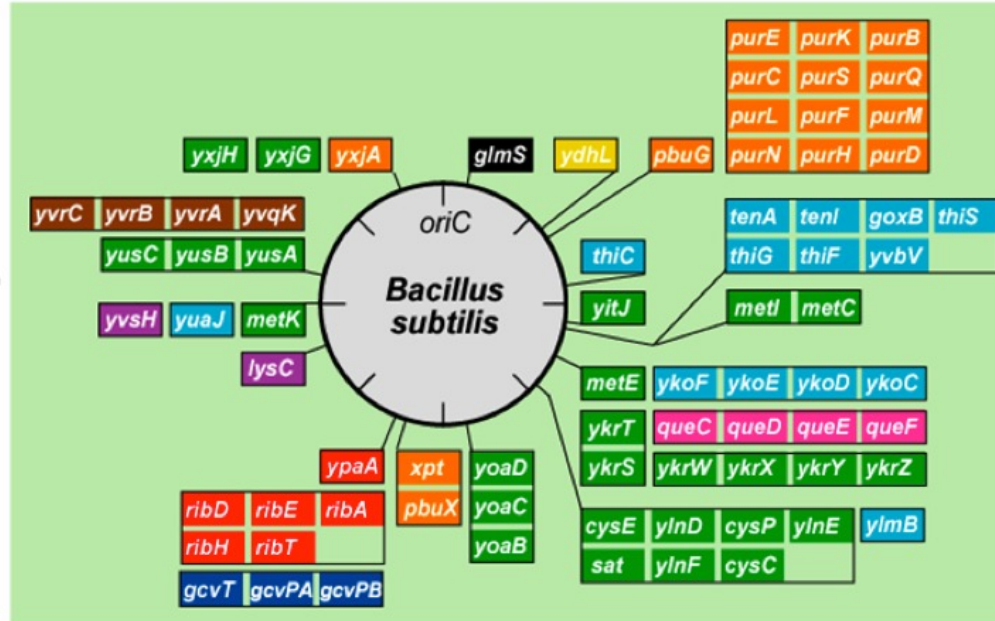 purE purK purB
purC purS purQ
purL purF purM
purN purH purD
yxjH yxjG yxjA glmS ydhL pbuG
yvrC yvrB yvrA yvqK
oriC
tenA tenI goxB thiS
yusC yusB yusA
thiC
thiG thiF yvbV
Bacillus
subtilis
yvsH yuaJ metK
yitJ
metI metC
lysC
metE ykoF ykoE ykoD ykoC
ykrT queC queD queE queF
ypaA xpt yoaD
ykrS ykrW ykrX ykrY ykrZ
ribD ribE ribA pbuX yoaC
cysE ylnD cysP ylnE ylmB
ribH ribT yoaB
sat ylnF cysC
gcvT gcvPA gcvPB